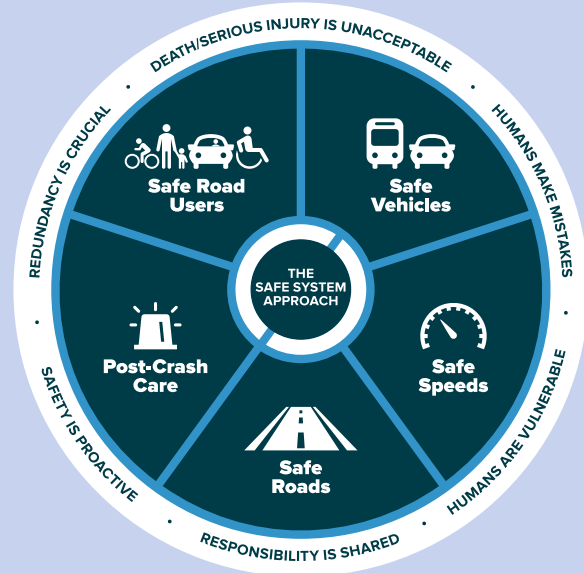 DEATH/SERIOUS INJURY IS UNACCEPTABLE
HUMANS MAKE MISTAKES
HUMANS ARE VULNERABLE
RESPONSIBILITY IS SHARED
SAFETY IS PROACTIVE
REDUNDANCY IS CRUCIAL
Safe Road
Users
Safe
Vehicles
THE
SAFE SYSTEM
APPROACH
Post-Crash
Care
Safe
Speeds
Safe
Roads